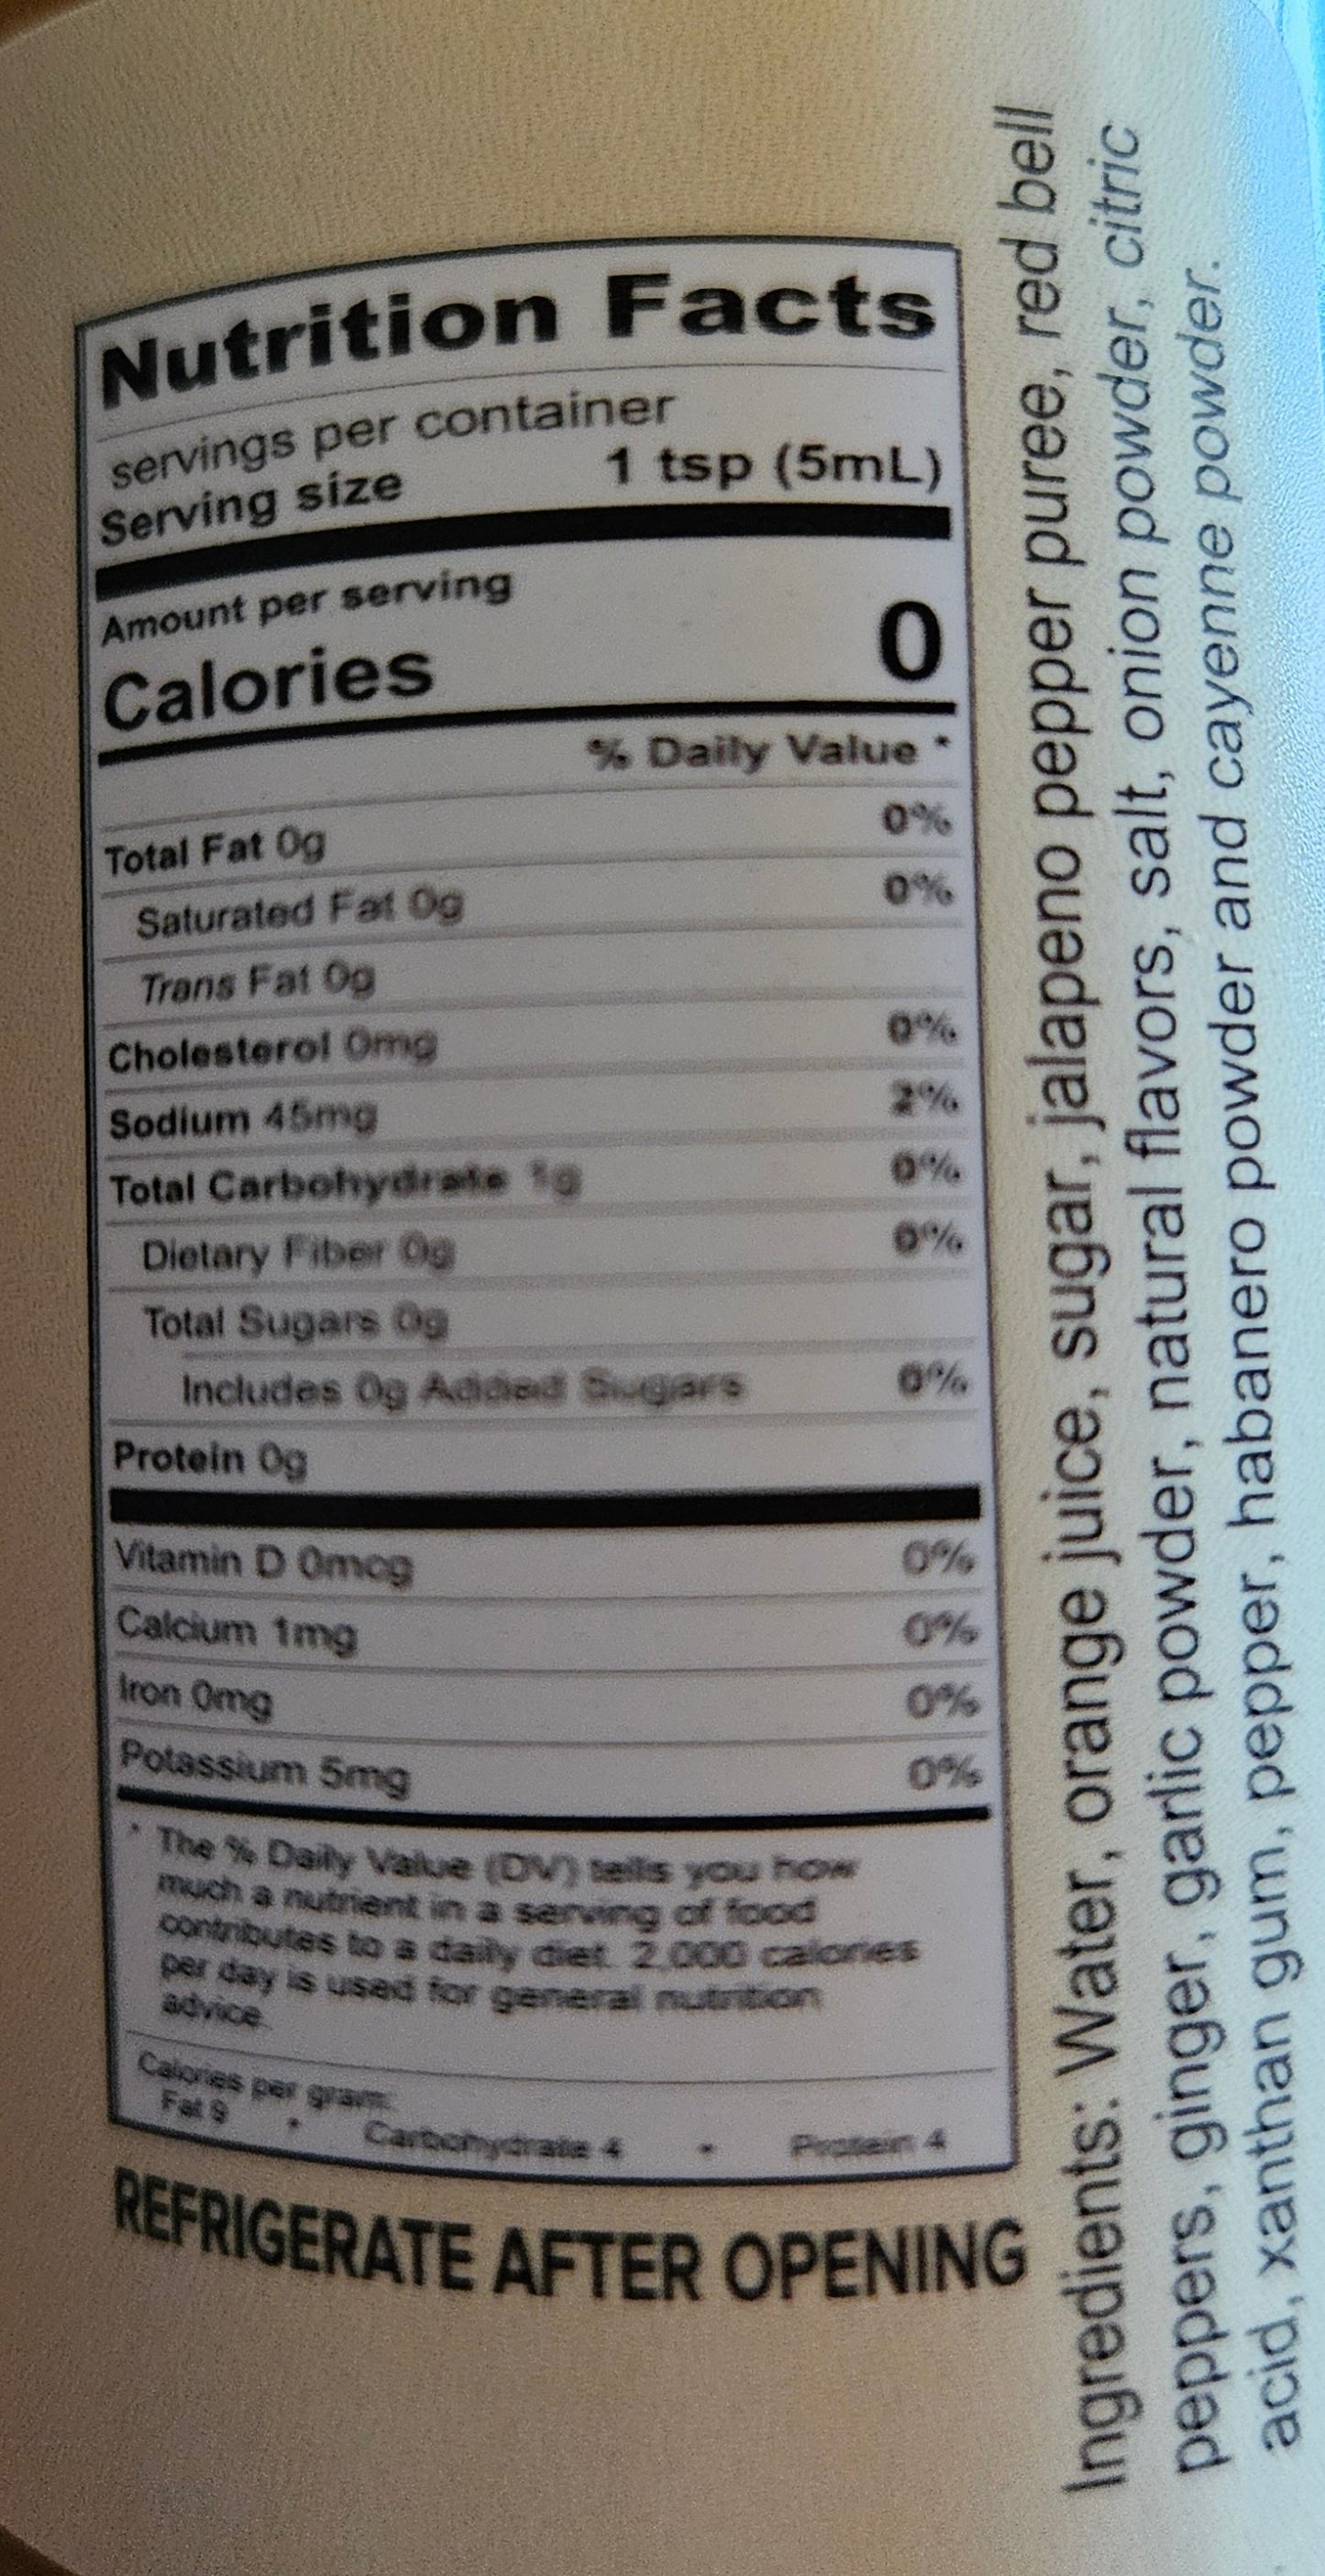 Nutrition Facts
servings per container
Serving size 1 tsp (5mL)
Amount per serving
Calories 0
% Daily Value *
Total Fat 0g 0%
Saturated Fat 0g 0%
Trans Fat 0g
Cholesterol 0mg 0%
Sodium 45mg 2%
Total Carbohydrate 1g 0%
Dietary Fiber 0g 0%
Total Sugars 0g
Includes 0g Added Sugars 0%
Protein 0g
Vitamin D 0mcg 0%
Calcium 1mg 0%
Iron 0mg 0%
Potassium 5mg 0%
* The % Daily Value (DV) tells you how
much a nutrient in a serving of food
contributes to a daily diet. 2,000 calories
per day is used for general nutrition
advice.
Calories per gram:
Fat 9 • Carbohydrate 4 • Protein 4
REFRIGERATE AFTER OPENING
Ingredients: Water, orange juice, sugar, jalapeno pepper puree, red bell
peppers, ginger, garlic powder, natural flavors, salt, onion powder, citric
acid, xanthan gum, pepper, habanero powder and cayenne powder.